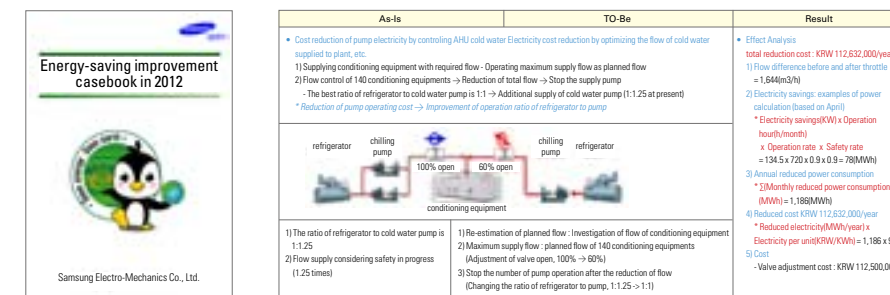 Energy-saving improvement
casebook in 2012
Samsung Electro-Mechanics Co., Ltd.
As-Is
TO-Be
Result
• Cost reduction of pump electricity by controling AHU cold water Electricity cost reduction by optimizing the flow of cold water
supplied to plant, etc.
1) Supplying conditioning equipment with required flow - Operating maximum supply flow as planned flow
2) Flow control of 140 conditioning equipments → Reduction of total flow → Stop the supply pump
- The best ratio of refrigerator to cold water pump is 1:1 → Additional supply of cold water pump (1:1.25 at present)
* Reduction of pump operating cost → Improvement of operation ratio of refrigerator to pump
refrigerator
chilling
pump
100% open
60% open
chilling
pump
refrigerator
conditioning equipment
1) The ratio of refrigerator to cold water pump is
1:1.25
2) Flow supply considering safety in progress
(1.25 times)
1) Re-estimation of planned flow : Investigation of flow of conditioning equipment
2) Maximum supply flow : planned flow of 140 conditioning equipments
(Adjustment of valve open, 100% → 60%)
3) Stop the number of pump operation after the reduction of flow
(Changing the ratio of refrigerator to pump, 1:1.25 -> 1:1)
• Effect Analysis
total reduction cost : KRW 112,632,000/year
1) Flow difference before and after throttle
= 1,644(m3/h)
2) Electricity savings: examples of power
calculation (based on April)
* Electricity savings(KW) x Operation
hour(h/month)
x Operation rate x Safety rate
= 134.5 x 720 x 0.9 x 0.9 = 78(MWh)
3) Annual reduced power consumption
* ∑(Monthly reduced power consumption
(MWh) = 1,186(MWh)
4) Reduced cost KRW 112,632,000/year
* Reduced electricity(MWh/year) x
Electricity per unit(KRW/KWh) = 1,186 x 9
5) Cost
- Valve adjustment cost : KRW 112,500,00